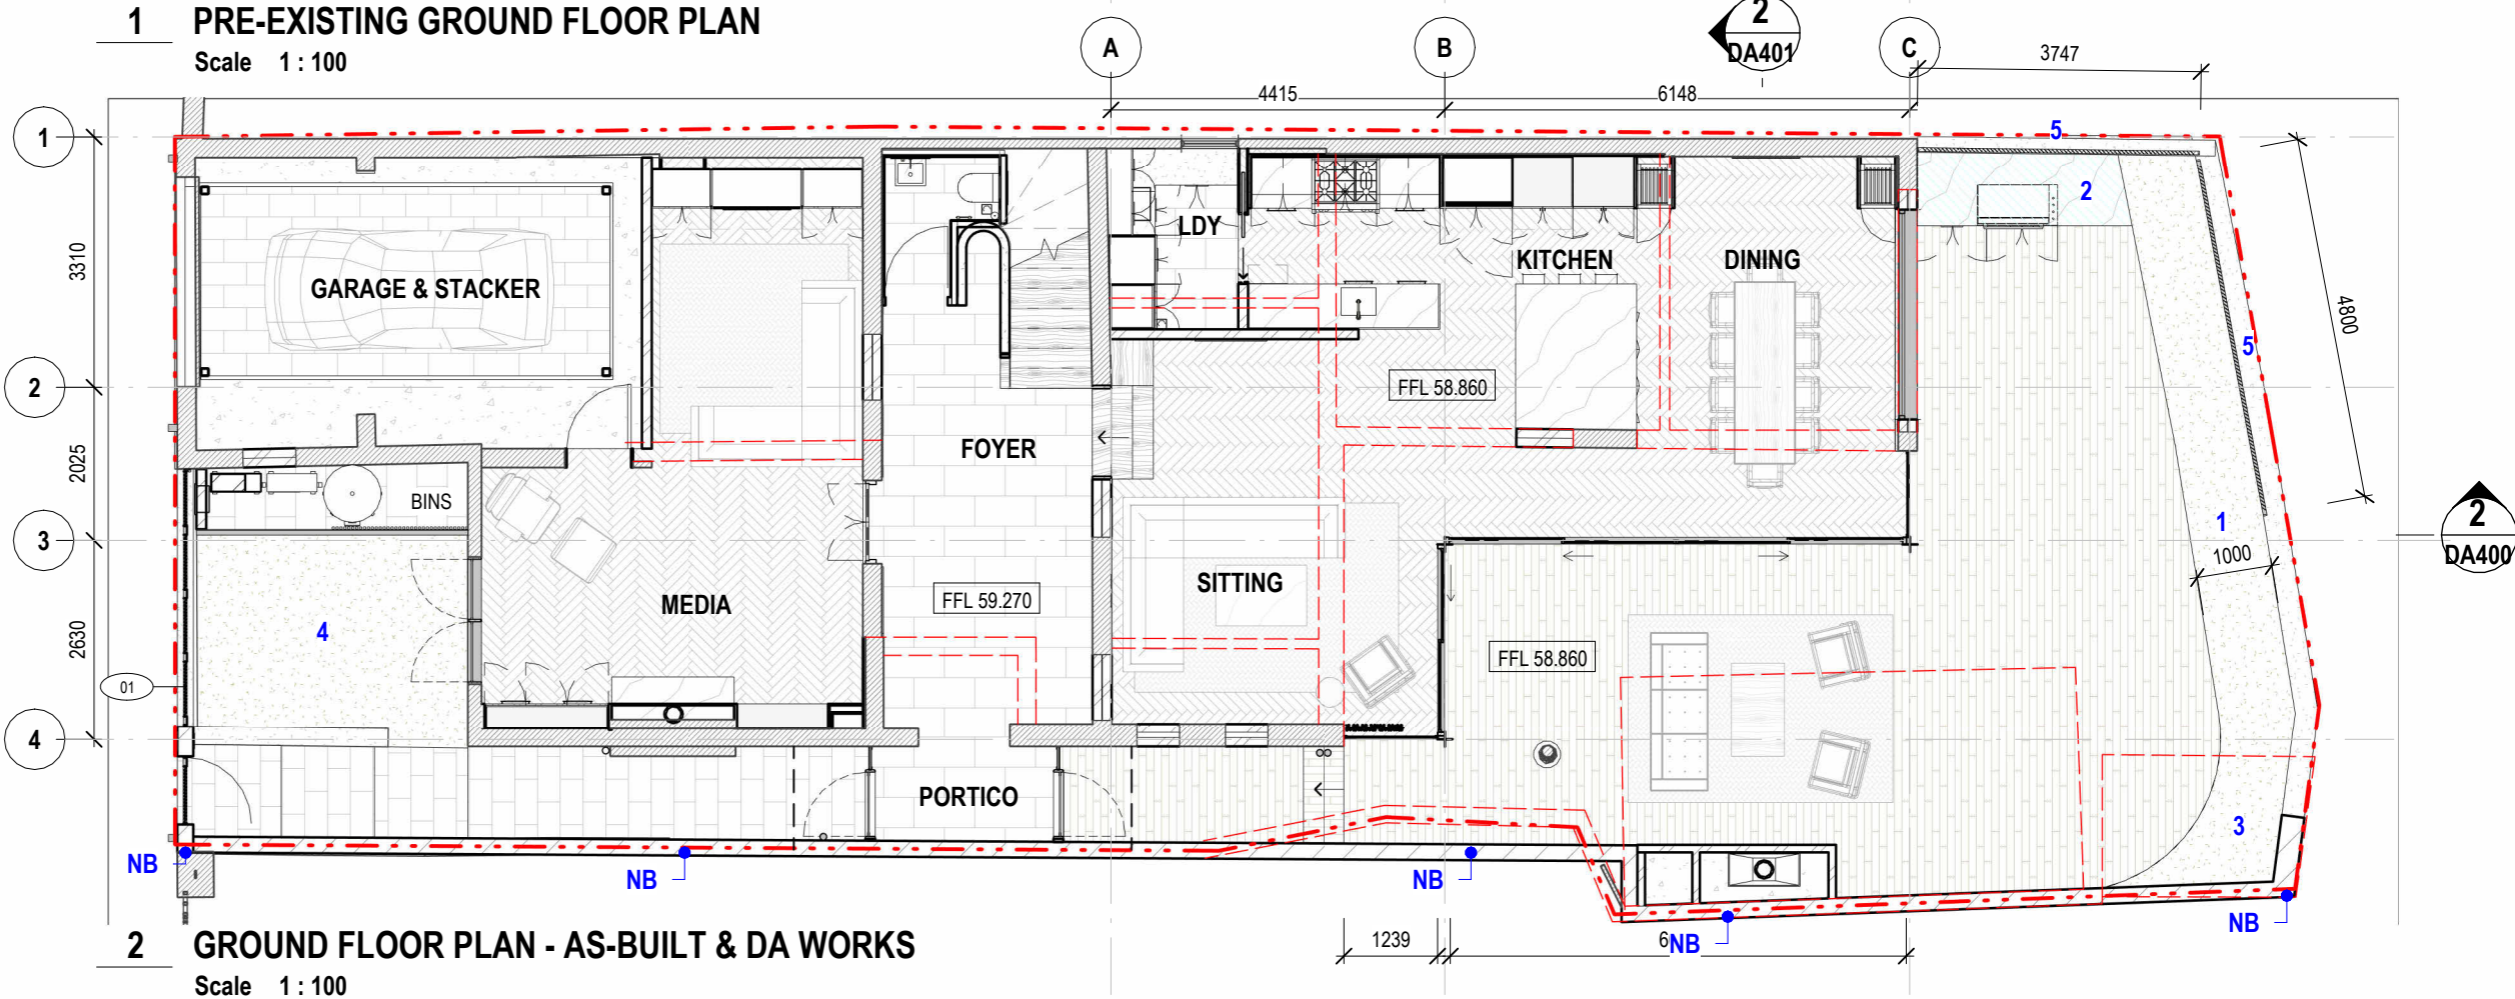 1 PRE-EXISTING GROUND FLOOR PLAN
Scale 1 : 100
A
B
2
DA401
C
3747
4415
6148
1
5
2
LDY
3310
GARAGE & STACKER
KITCHEN
DINING
4800
5
2
FFL 58.860
FOYER
2025
BINS
1
2
DA400
3
1000
SITTING
MEDIA
FFL 59.270
4
2630
FFL 58.860
01
4
PORTICO
3
NB
NB
NB
NB
NB
1239
6
2 GROUND FLOOR PLAN - AS-BUILT & DA WORKS
Scale 1 : 100